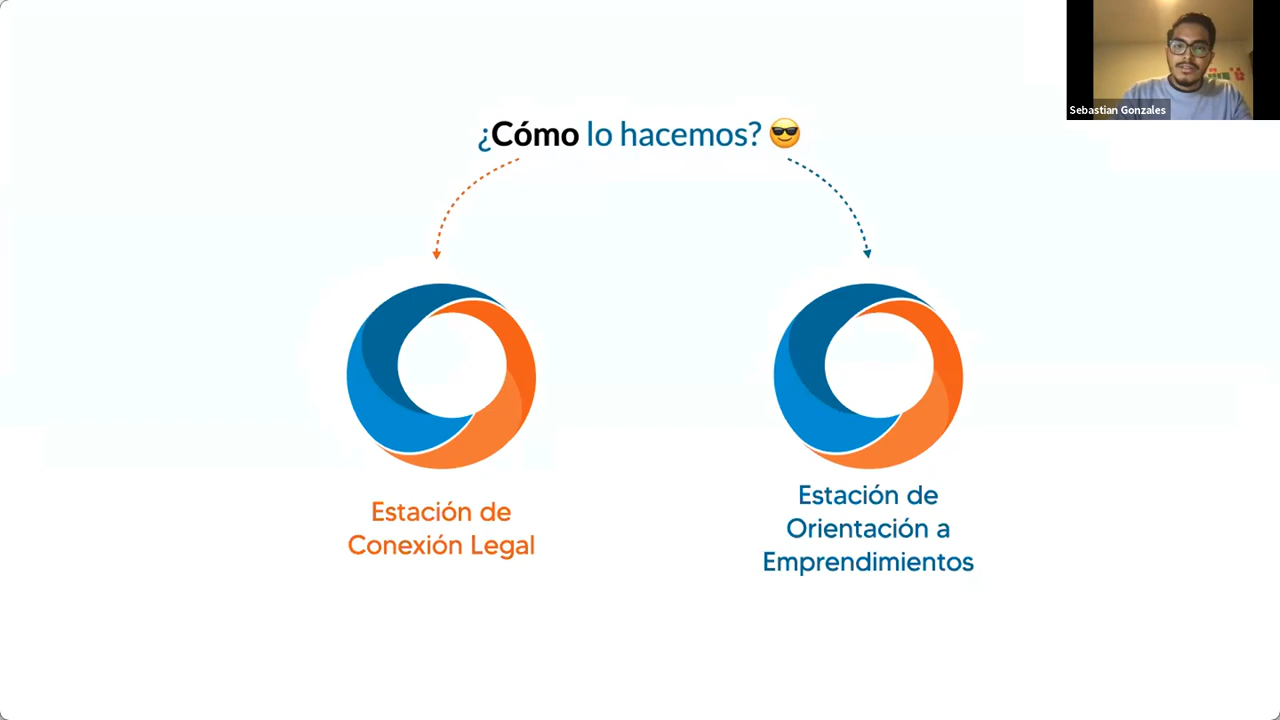 Sebastian Gonzales
¿Cómo lo hacemos? 😎
Estación de
Conexión Legal
Estación de
Orientación a
Emprendimientos